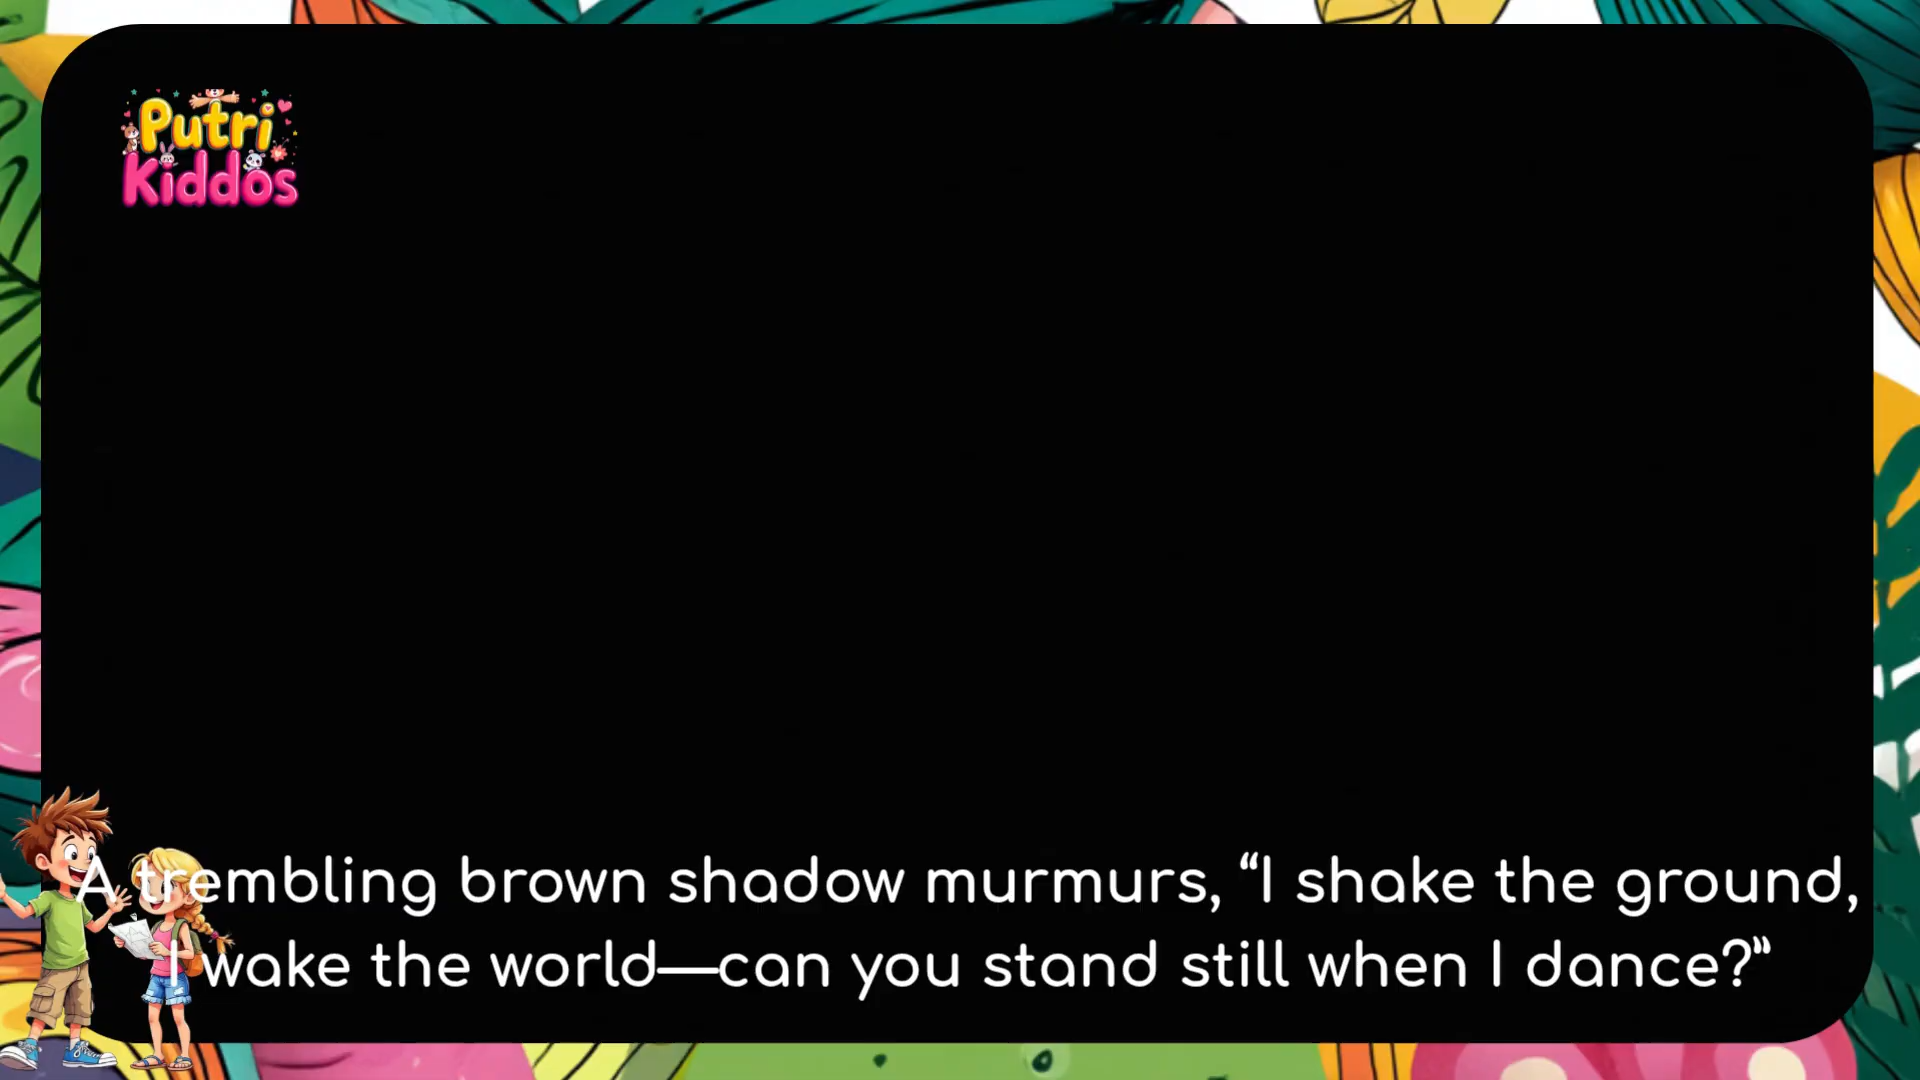 Putri
Kiddos
A trembling brown shadow murmurs, “I shake the ground,
I wake the world—can you stand still when I dance?”